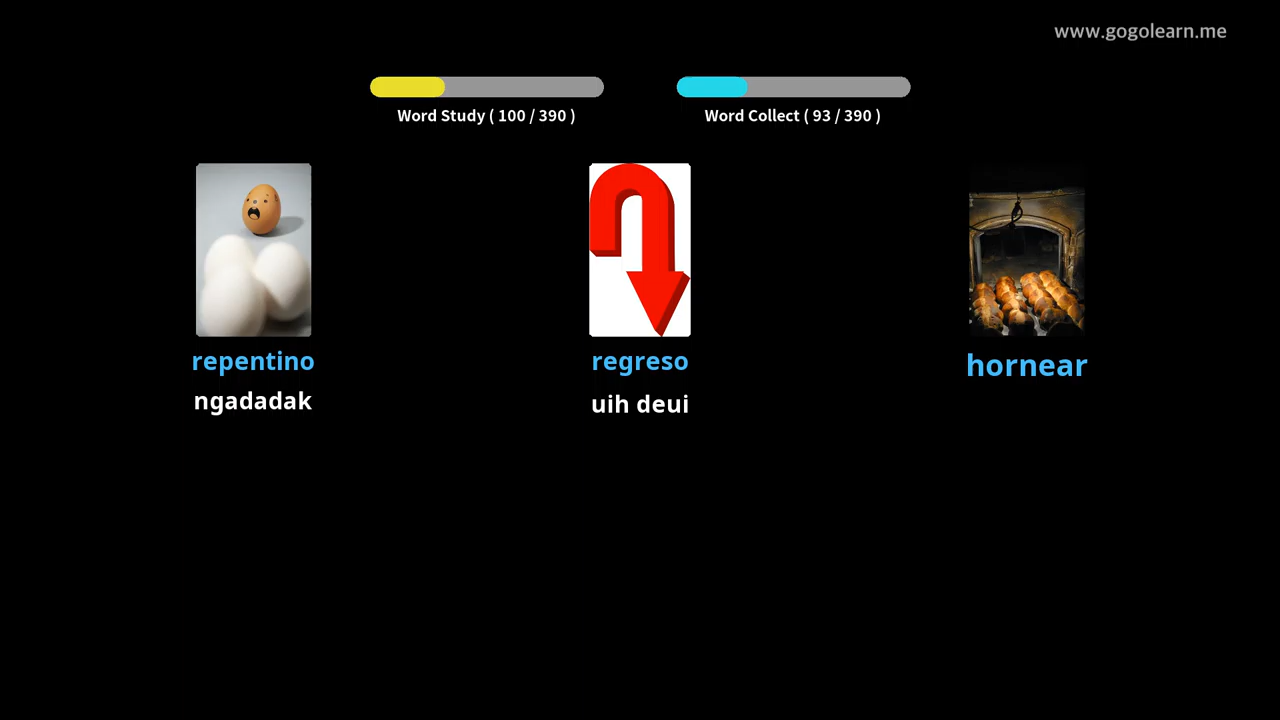 www.gogolearn.me
Word Study ( 100 / 390 )
Word Collect ( 93 / 390 )
repentino
ngadadak
regreso
uih deui
hornear